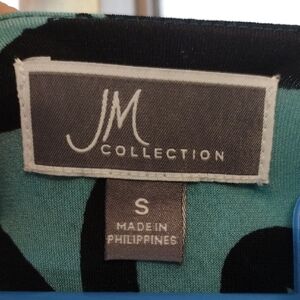 JM
COLLECTION
S
MADE IN
PHILIPPINES